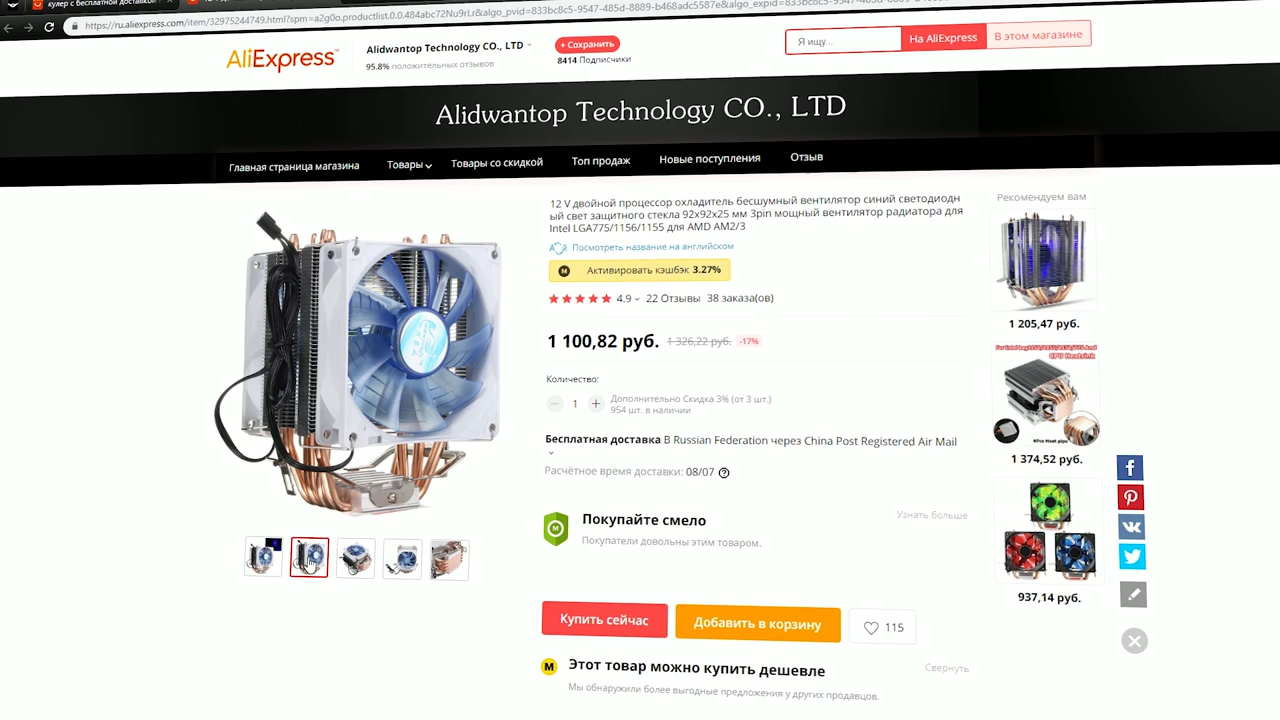 кулер с бесплатной доставкой
https://ru.aliexpress.com/item/32975244749.html?spm=a2g0o.productlist.0.0.484abc72Nu9rLr&algo_pvid=833bc8c5-9547-485d-8889-b468adc5587e&algo_expid=833bc8c5-9547-485d-8889-
AliExpress™
Alidwantop Technology CO., LTD
95.8% положительных отзывов
+ Сохранить
8414 Подписчики
Я ищу...
На AliExpress
В этом магазине
Alidwantop Technology CO., LTD
Главная страница магазина
Товары
Товары со скидкой
Топ продаж
Новые поступления
Отзыв
12 V двойной процессор охладитель бесшумный вентилятор синий светодиодн
ый свет защитного стекла 92x92x25 мм 3pin мощный вентилятор радиатора для
Intel LGA775/1156/1155 для AMD AM2/3
Посмотреть название на английском
M Активировать кэшбэк 3.27%
4.9 22 Отзывы 38 заказа(ов)
1 100,82 руб. 1 326,22 руб. -17%
Количество:
1
Дополнительно Скидка 3% (от 3 шт.)
954 шт. в наличии
Бесплатная доставка В Russian Federation через China Post Registered Air Mail
Расчётное время доставки: 08/07 ?
M
Покупайте смело
Узнать больше
Покупатели довольны этим товаром.
Купить сейчас
Добавить в корзину
115
M Этот товар можно купить дешевле
Свернуть
Мы обнаружили более выгодные предложения у других продавцов.
Рекомендуем вам
1 205,47 руб.
CPU Heatsink
6Pcs Heat pipe
1 374,52 руб.
937,14 руб.